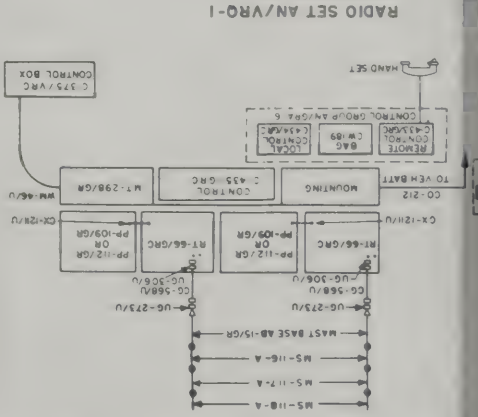 MS-118-A
MS-117-A
MS-116-A
MAST BASE AB-15/GR
UG-273/U
UG-273/U
CG-568/U
UG-306/U
CG-568/U
UG-306/U
RT-66/GRC
PP-112/GR
OR
PP-109/GR
RT-66/GRC
PP-112/GR
OR
PP-109/GR
CX-1211/U
CX-1211/U
CO-212
TO VEH BATT
MOUNTING
CONTROL
C-435 GRC
MT-298/GR
WM-46/U
REMOTE
CONTROL
C-433/GRC
BAG
CW-189
LOCAL
CONTROL
C-434/GRC
CONTROL GROUP AN/GRA 6
HAND SET
C 375/VRC
CONTROL BOX
RADIO SET AN/VRQ-1